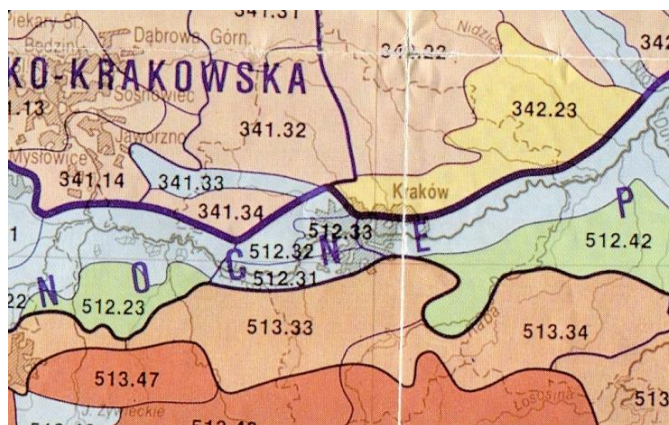 341.31
Piekary Śl.
Będzin
Dąbrowa Górn.
Nidzica
342.22
342
KO-KRAKOWSKA
Sosnowiec
1.13
341.32
342.23
Jaworzno
Mysłowice
341.14
341.33
341.34
Kraków
512.33
512.32
512.31
512.42
N O C N E P
22
512.23
513.33
Raba
513.34
513.47
513
J. Żywieckie
Łososina